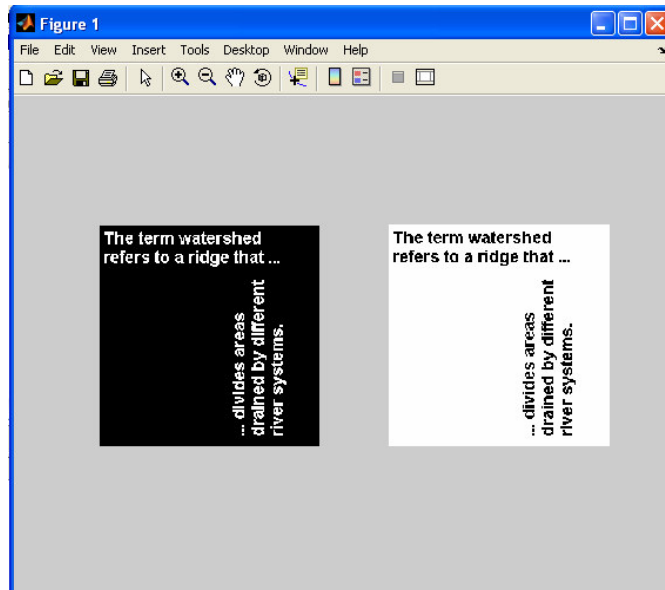 Figure 1
File Edit View Insert Tools Desktop Window Help
The term watershed
refers to a ridge that ...
... divides areas
drained by different
river systems.
The term watershed
refers to a ridge that ...
... divides areas
drained by different
river systems.